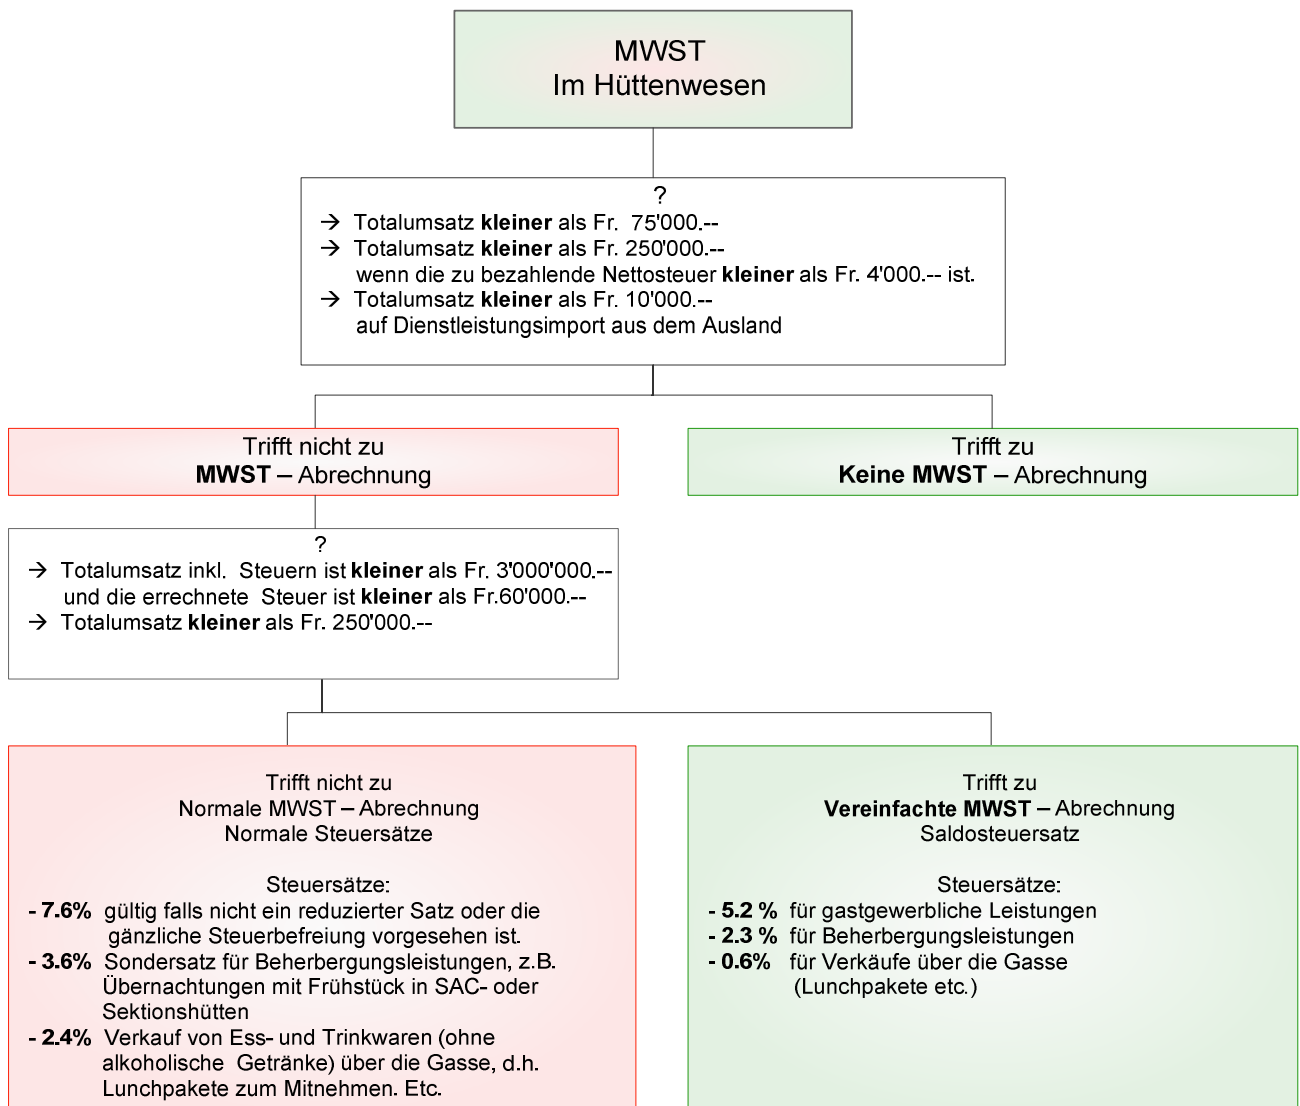 MWST
Im Hüttenwesen
?
→ Totalumsatz kleiner als Fr. 75'000.--
→ Totalumsatz kleiner als Fr. 250'000.--
wenn die zu bezahlende Nettosteuer kleiner als Fr. 4'000.-- ist.
→ Totalumsatz kleiner als Fr. 10'000.--
auf Dienstleistungsimport aus dem Ausland
Trifft nicht zu
MWST – Abrechnung
Trifft zu
Keine MWST – Abrechnung
?
→ Totalumsatz inkl. Steuern ist kleiner als Fr. 3'000'000.--
und die errechnete Steuer ist kleiner als Fr.60'000.--
→ Totalumsatz kleiner als Fr. 250'000.--
Trifft nicht zu
Normale MWST – Abrechnung
Normale Steuersätze
Steuersätze:
- 7.6% gültig falls nicht ein reduzierter Satz oder die
gänzliche Steuerbefreiung vorgesehen ist.
- 3.6% Sondersatz für Beherbergungsleistungen, z.B.
Übernachtungen mit Frühstück in SAC- oder
Sektionshütten
- 2.4% Verkauf von Ess- und Trinkwaren (ohne
alkoholische Getränke) über die Gasse, d.h.
Lunchpakete zum Mitnehmen. Etc.
Trifft zu
Vereinfachte MWST – Abrechnung
Saldosteuersatz
Steuersätze:
- 5.2 % für gastgewerbliche Leistungen
- 2.3 % für Beherbergungsleistungen
- 0.6% für Verkäufe über die Gasse
(Lunchpakete etc.)